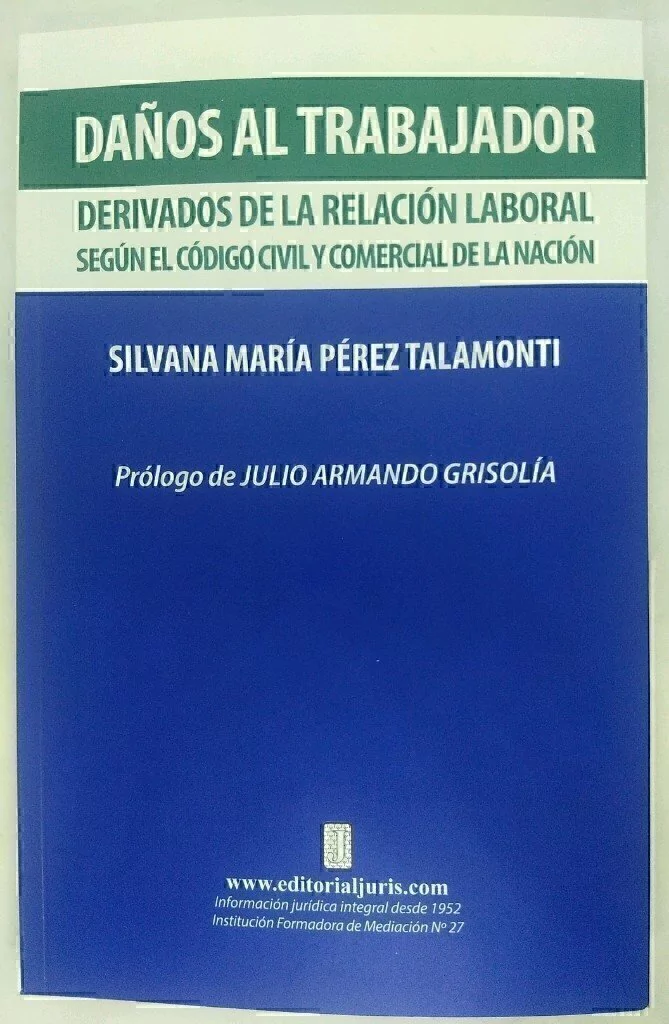 DAÑOS AL TRABAJADOR
DERIVADOS DE LA RELACIÓN LABORAL
SEGÚN EL CÓDIGO CIVIL Y COMERCIAL DE LA NACIÓN
SILVANA MARÍA PÉREZ TALAMONTI
Prólogo de JULIO ARMANDO GRISOLÍA
J
www.editorialjuris.com
Información jurídica integral desde 1952
Institución Formadora de Mediación Nº 27